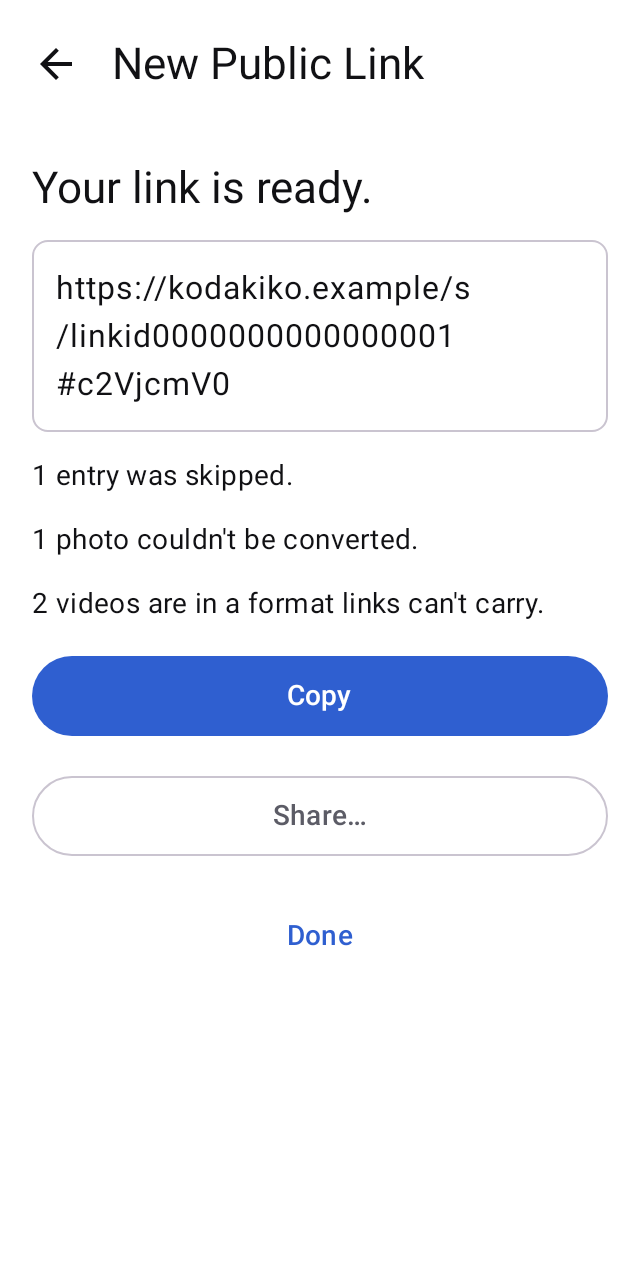 New Public Link
Your link is ready.
https://kodakiko.example/s
/linkid0000000000000001
#c2VjcmV0
1 entry was skipped.
1 photo couldn't be converted.
2 videos are in a format links can't carry.
Copy
Share…
Done